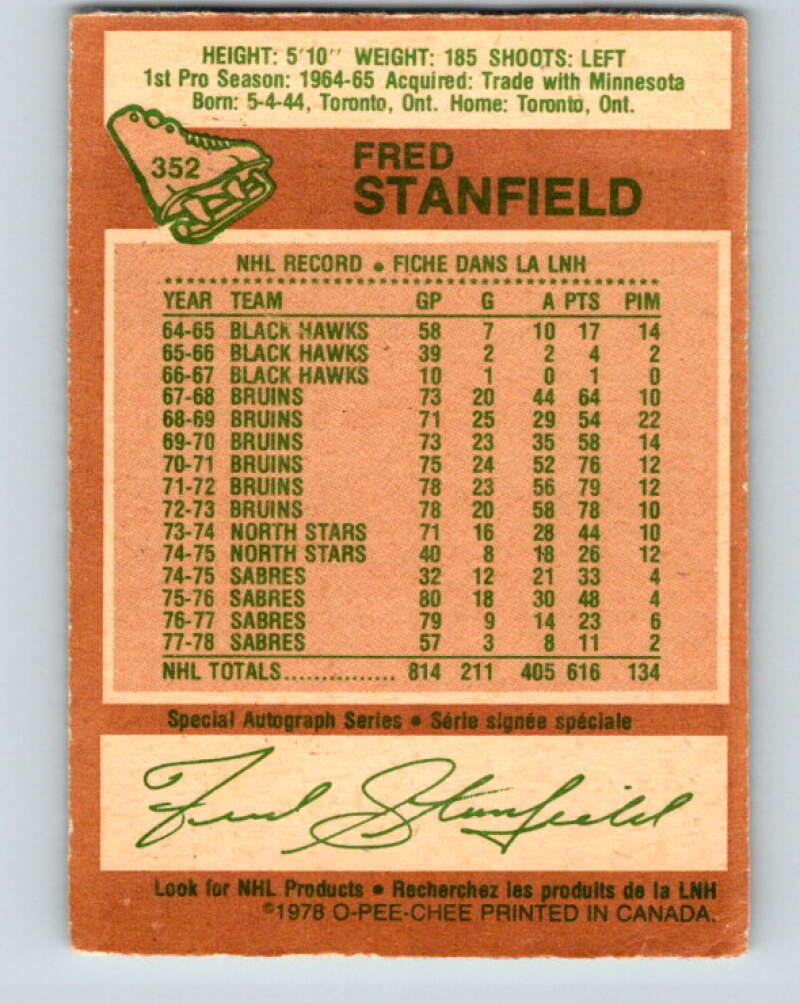 HEIGHT: 5'10" WEIGHT: 185 SHOOTS: LEFT
1st Pro Season: 1964-65 Acquired: Trade with Minnesota
Born: 5-4-44, Toronto, Ont. Home: Toronto, Ont.
352
FRED
STANFIELD
NHL RECORD • FICHE DANS LA LNH
YEAR TEAM GP G A PTS PIM
64-65 BLACK HAWKS 58 7 10 17 14
65-66 BLACK HAWKS 39 2 2 4 2
66-67 BLACK HAWKS 10 1 0 1 0
67-68 BRUINS 73 20 44 64 10
68-69 BRUINS 71 25 29 54 22
69-70 BRUINS 73 23 35 58 14
70-71 BRUINS 75 24 52 76 12
71-72 BRUINS 78 23 56 79 12
72-73 BRUINS 78 20 58 78 10
73-74 NORTH STARS 71 16 28 44 10
74-75 NORTH STARS 40 8 18 26 12
74-75 SABRES 32 12 21 33 4
75-76 SABRES 80 18 30 48 4
76-77 SABRES 79 9 14 23 6
77-78 SABRES 57 3 8 11 2
NHL TOTALS............... 814 211 405 616 134
Special Autograph Series • Série signée spéciale
Fred Stanfield
Look for NHL Products • Recherchez les produits de la LNH
©1978 O-PEE-CHEE PRINTED IN CANADA.